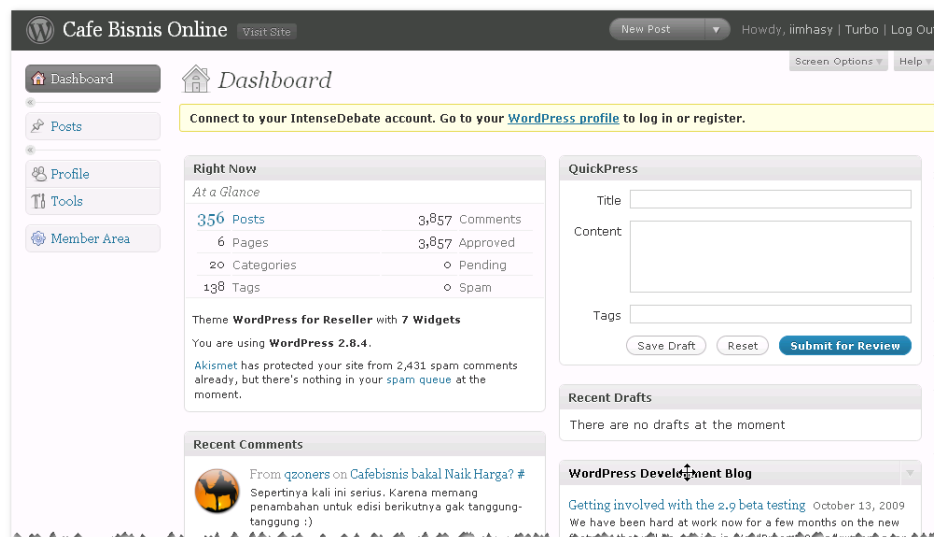 Cafe Bisnis Online Visit Site
New Post
Howdy, iimhasy | Turbo | Log Out
Screen Options
Help
Dashboard
Posts
Profile
Tools
Member Area
Dashboard
Connect to your IntenseDebate account. Go to your WordPress profile to log in or register.
Right Now
At a Glance
356 Posts 3,857 Comments
6 Pages 3,857 Approved
20 Categories 0 Pending
138 Tags 0 Spam
Theme WordPress for Reseller with 7 Widgets
You are using WordPress 2.8.4.
Akismet has protected your site from 2,431 spam comments
already, but there's nothing in your spam queue at the
moment.
Recent Comments
From qzoners on Cafebisnis bakal Naik Harga? #
Sepertinya kali ini serius. Karena memang
penambahan untuk edisi berikutnya gak tanggung-
tanggung :)
QuickPress
Title
Content
Tags
Save Draft Reset Submit for Review
Recent Drafts
There are no drafts at the moment
WordPress Development Blog
Getting involved with the 2.9 beta testing October 13, 2009
We have been hard at work now for a few months on the new